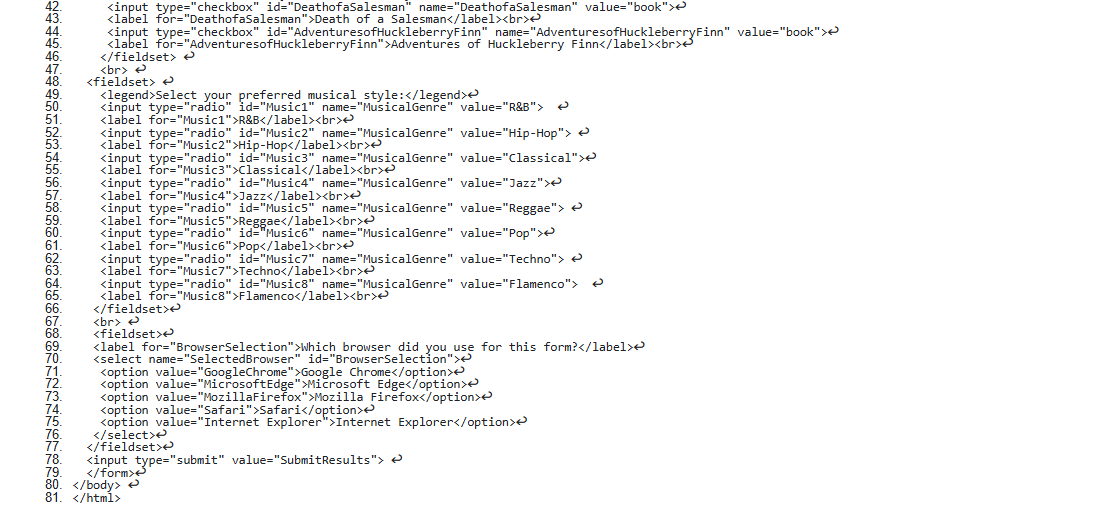 42. <input type="checkbox" id="DeathofaSalesman" name="DeathofaSalesman" value="book">↩
43. <label for="DeathofaSalesman">Death of a Salesman</label><br>↩
44. <input type="checkbox" id="AdventuresofHuckleberryFinn" name="AdventuresofHuckleberryFinn" value="book">↩
45. <label for="AdventuresofHuckleberryFinn">Adventures of Huckleberry Finn</label><br>↩
46. </fieldset> ↩
47. <br> ↩
48. <fieldset> ↩
49. <legend>Select your preferred musical style:</legend>↩
50. <input type="radio" id="Music1" name="MusicalGenre" value="R&B"> ↩
51. <label for="Music1">R&B</label><br>↩
52. <input type="radio" id="Music2" name="MusicalGenre" value="Hip-Hop"> ↩
53. <label for="Music2">Hip-Hop</label><br>↩
54. <input type="radio" id="Music3" name="MusicalGenre" value="Classical">↩
55. <label for="Music3">Classical</label><br>↩
56. <input type="radio" id="Music4" name="MusicalGenre" value="Jazz">↩
57. <label for="Music4">Jazz</label><br>↩
58. <input type="radio" id="Music5" name="MusicalGenre" value="Reggae"> ↩
59. <label for="Music5">Reggae</label><br>↩
60. <input type="radio" id="Music6" name="MusicalGenre" value="Pop">↩
61. <label for="Music6">Pop</label><br>↩
62. <input type="radio" id="Music7" name="MusicalGenre" value="Techno"> ↩
63. <label for="Music7">Techno</label><br>↩
64. <input type="radio" id="Music8" name="MusicalGenre" value="Flamenco"> ↩
65. <label for="Music8">Flamenco</label><br>↩
66. </fieldset>↩
67. <br> ↩
68. <fieldset>↩
69. <label for="BrowserSelection">Which browser did you use for this form?</label>↩
70. <select name="SelectedBrowser" id="BrowserSelection">↩
71. <option value="GoogleChrome">Google Chrome</option>↩
72. <option value="MicrosoftEdge">Microsoft Edge</option>↩
73. <option value="MozillaFirefox">Mozilla Firefox</option>↩
74. <option value="Safari">Safari</option>↩
75. <option value="Internet Explorer">Internet Explorer</option>↩
76. </select>↩
77. </fieldset>↩
78. <input type="submit" value="SubmitResults"> ↩
79. </form>↩
80. </body> ↩
81. </html>